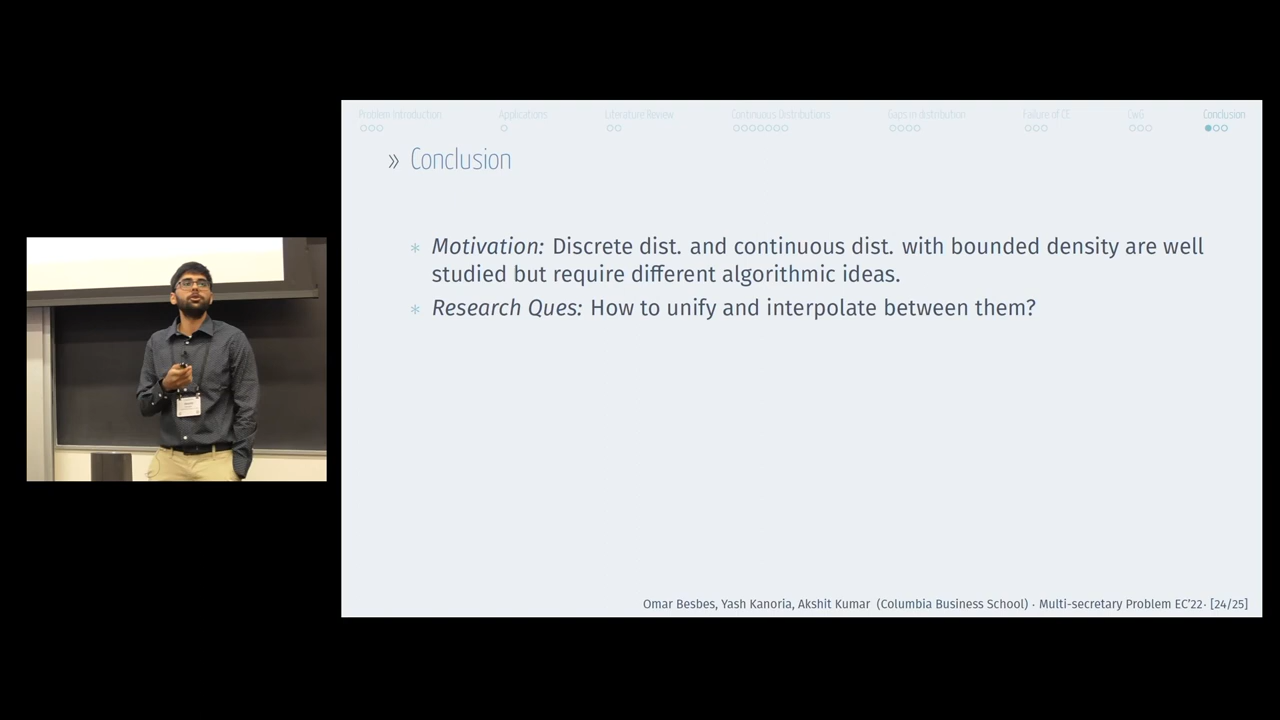 Problem Introduction Applications Literature Review Continuous Distributions Gaps in distribution Failure of CE CwG Conclusion
» Conclusion
* Motivation: Discrete dist. and continuous dist. with bounded density are well
studied but require different algorithmic ideas.
* Research Ques: How to unify and interpolate between them?
Omar Besbes, Yash Kanoria, Akshit Kumar (Columbia Business School) · Multi-secretary Problem EC'22· [24/25]